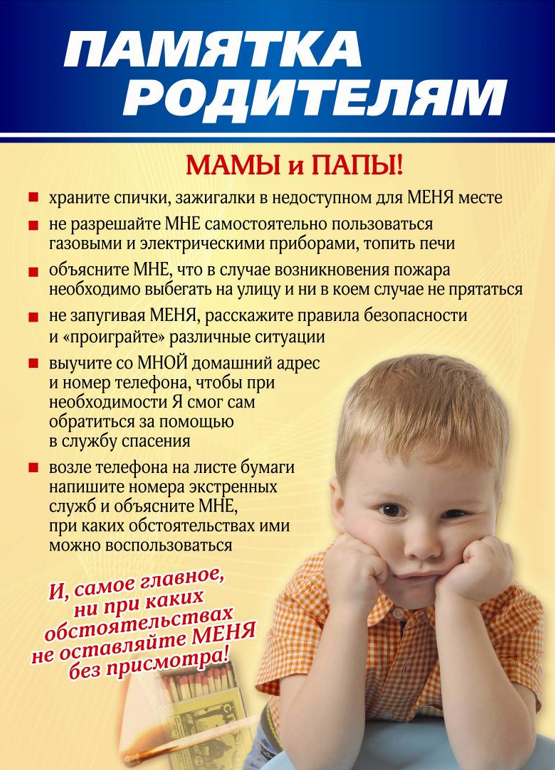 ПАМЯТКА
РОДИТЕЛЯМ
МАМЫ и ПАПЫ!
храните спички, зажигалки в недоступном для МЕНЯ месте
не разрешайте МНЕ самостоятельно пользоваться
газовыми и электрическими приборами, топить печи
объясните МНЕ, что в случае возникновения пожара
необходимо выбегать на улицу и ни в коем случае не прятаться
не запугивая МЕНЯ, расскажите правила безопасности
и «проиграйте» различные ситуации
выучите со МНОЙ домашний адрес
и номер телефона, чтобы при
необходимости Я смог сам
обратиться за помощью
в службу спасения
возле телефона на листе бумаги
напишите номера экстренных
служб и объясните МНЕ,
при каких обстоятельствах ими
можно воспользоваться
И, самое главное,
ни при каких
обстоятельствах
не оставляйте МЕНЯ
без присмотра!